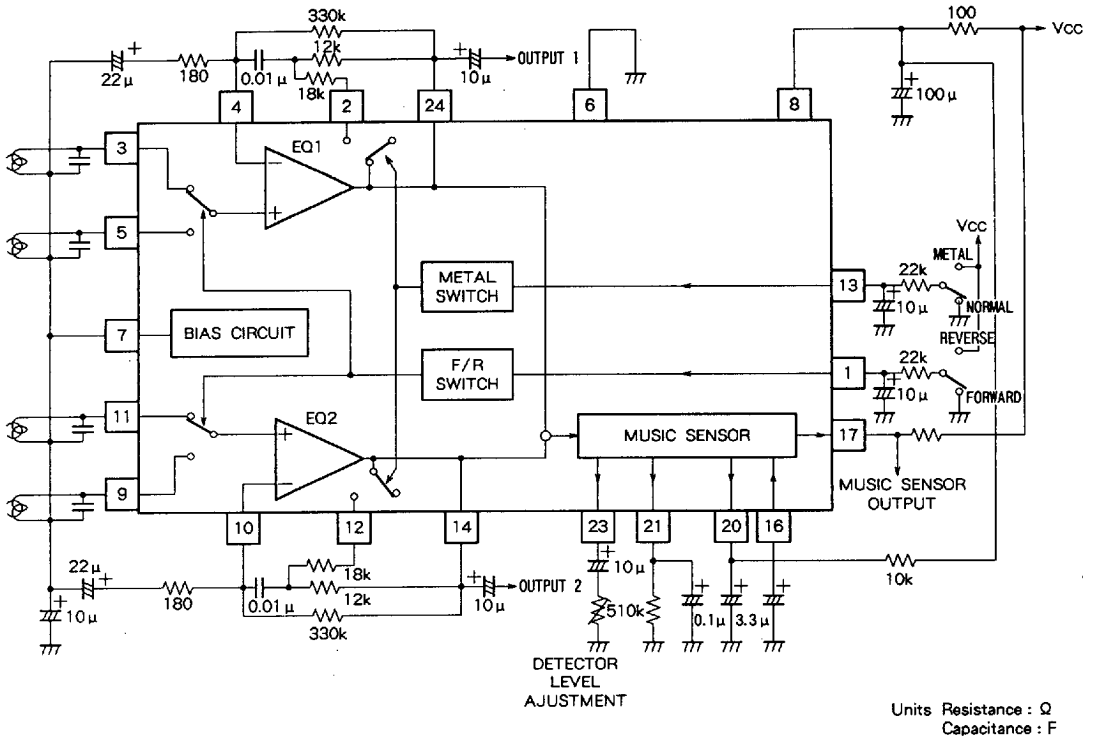 330k
12k
22μ
+
180
0.01μ
18k
+
10μ
OUTPUT 1
100
Vcc
+
100μ
4
2
24
6
8
3
EQ1
−
+
5
Vcc
METAL
METAL
SWITCH
13
22k
+
10μ
NORMAL
7
BIAS CIRCUIT
REVERSE
F/R
SWITCH
1
22k
+
10μ
FORWARD
11
EQ2
+
−
MUSIC SENSOR
17
9
MUSIC SENSOR
OUTPUT
10
12
14
23
21
20
16
22μ
+
180
0.01μ
18k
12k
330k
+
10μ
OUTPUT 2
10k
+
10μ
+
10μ
510k
+
0.1μ
+
3.3μ
+
DETECTOR
LEVEL
AJUSTMENT
Units Resistance : Ω
Capacitance : F